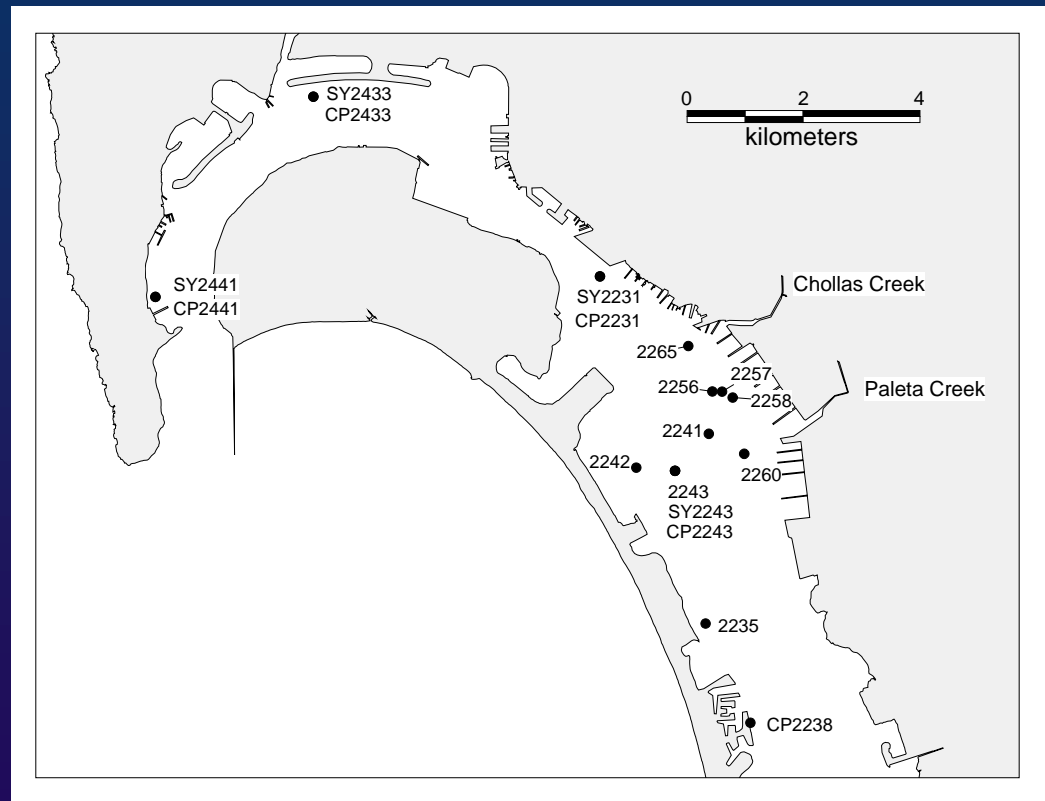 0 2 4
kilometers
SY2433
CP2433
SY2441
CP2441
SY2231
CP2231
Chollas Creek
2265
2257
2256
2258
Paleta Creek
2241
2242
2260
2243
SY2243
CP2243
2235
CP2238